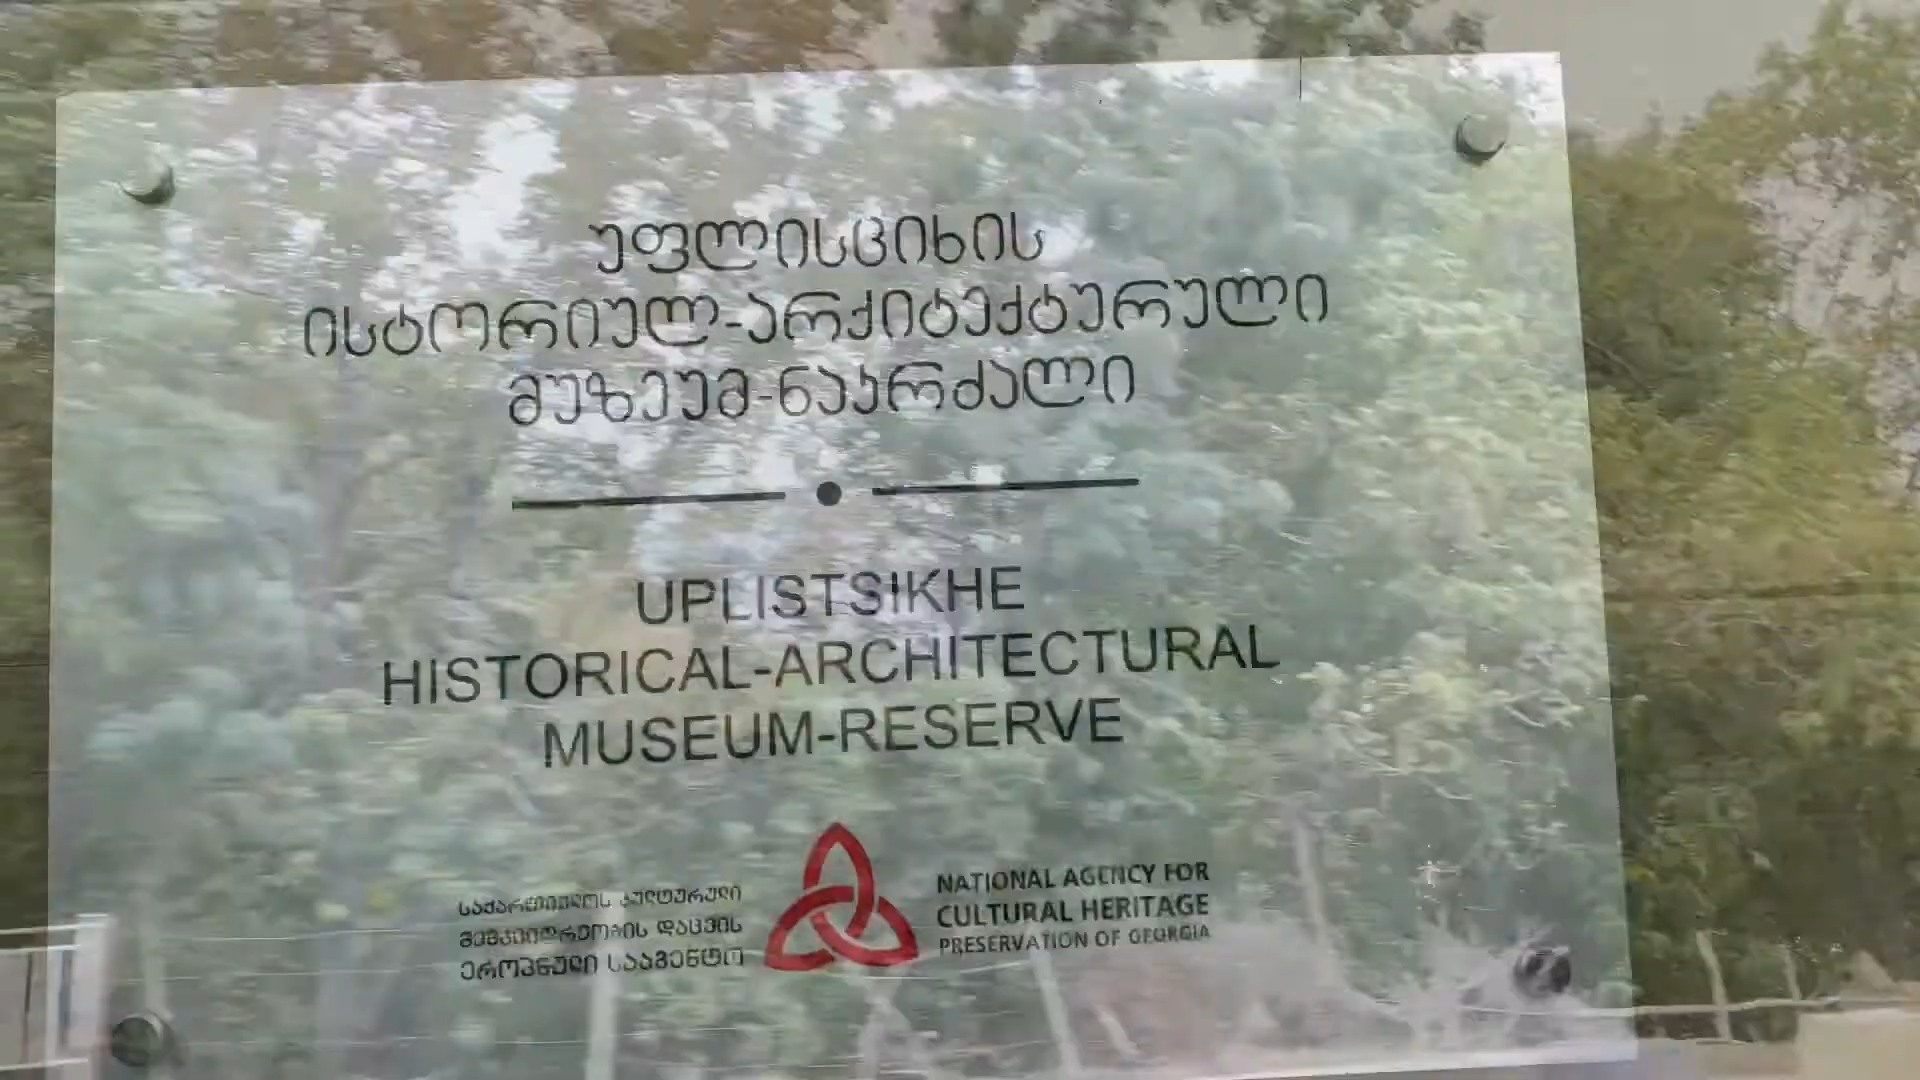 უფლისციხის
ისტორიულ-არქიტექტურული
მუზეუმ-ნაკრძალი
UPLISTSIKHE
HISTORICAL-ARCHITECTURAL
MUSEUM-RESERVE
საქართველოს კულტურული
მემკვიდრეობის დაცვის
ეროვნული სააგენტო
NATIONAL AGENCY FOR
CULTURAL HERITAGE
PRESERVATION OF GEORGIA